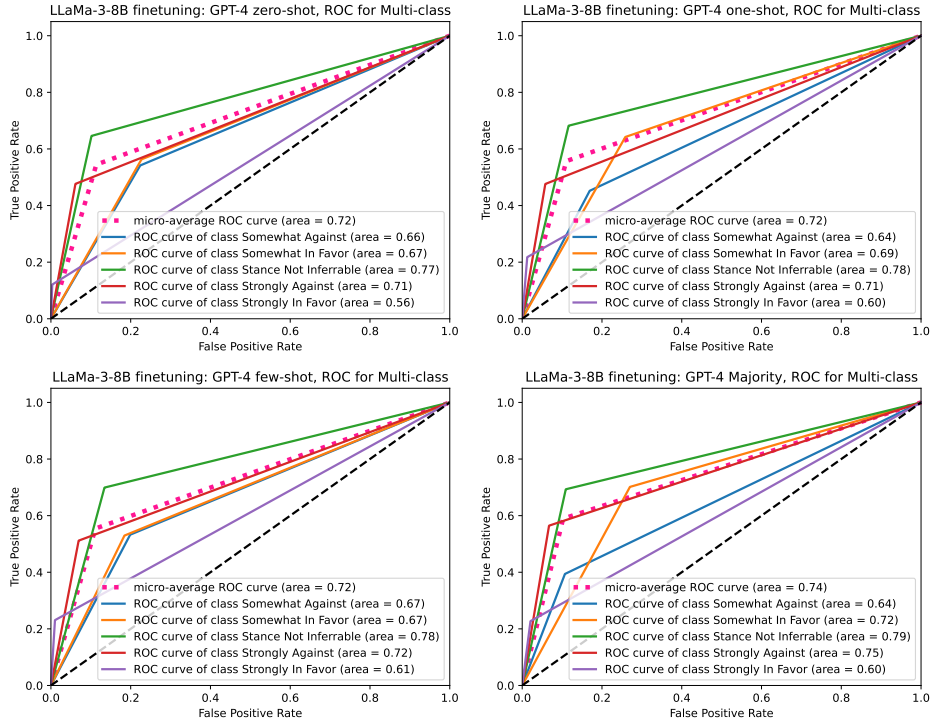 LLaMa-3-8B finetuning: GPT-4 zero-shot, ROC for Multi-class
1.0
0.8
0.6
0.4
0.2
0.0
True Positive Rate
micro-average ROC curve (area = 0.72)
ROC curve of class Somewhat Against (area = 0.66)
ROC curve of class Somewhat In Favor (area = 0.67)
ROC curve of class Stance Not Inferrable (area = 0.77)
ROC curve of class Strongly Against (area = 0.71)
ROC curve of class Strongly In Favor (area = 0.56)
0.0 0.2 0.4 0.6 0.8 1.0
False Positive Rate
LLaMa-3-8B finetuning: GPT-4 one-shot, ROC for Multi-class
1.0
0.8
0.6
0.4
0.2
0.0
True Positive Rate
micro-average ROC curve (area = 0.72)
ROC curve of class Somewhat Against (area = 0.64)
ROC curve of class Somewhat In Favor (area = 0.69)
ROC curve of class Stance Not Inferrable (area = 0.78)
ROC curve of class Strongly Against (area = 0.71)
ROC curve of class Strongly In Favor (area = 0.60)
0.0 0.2 0.4 0.6 0.8 1.0
False Positive Rate
LLaMa-3-8B finetuning: GPT-4 few-shot, ROC for Multi-class
1.0
0.8
0.6
0.4
0.2
0.0
True Positive Rate
micro-average ROC curve (area = 0.72)
ROC curve of class Somewhat Against (area = 0.67)
ROC curve of class Somewhat In Favor (area = 0.67)
ROC curve of class Stance Not Inferrable (area = 0.78)
ROC curve of class Strongly Against (area = 0.72)
ROC curve of class Strongly In Favor (area = 0.61)
0.0 0.2 0.4 0.6 0.8 1.0
False Positive Rate
LLaMa-3-8B finetuning: GPT-4 Majority, ROC for Multi-class
1.0
0.8
0.6
0.4
0.2
0.0
True Positive Rate
micro-average ROC curve (area = 0.74)
ROC curve of class Somewhat Against (area = 0.64)
ROC curve of class Somewhat In Favor (area = 0.72)
ROC curve of class Stance Not Inferrable (area = 0.79)
ROC curve of class Strongly Against (area = 0.75)
ROC curve of class Strongly In Favor (area = 0.60)
0.0 0.2 0.4 0.6 0.8 1.0
False Positive Rate